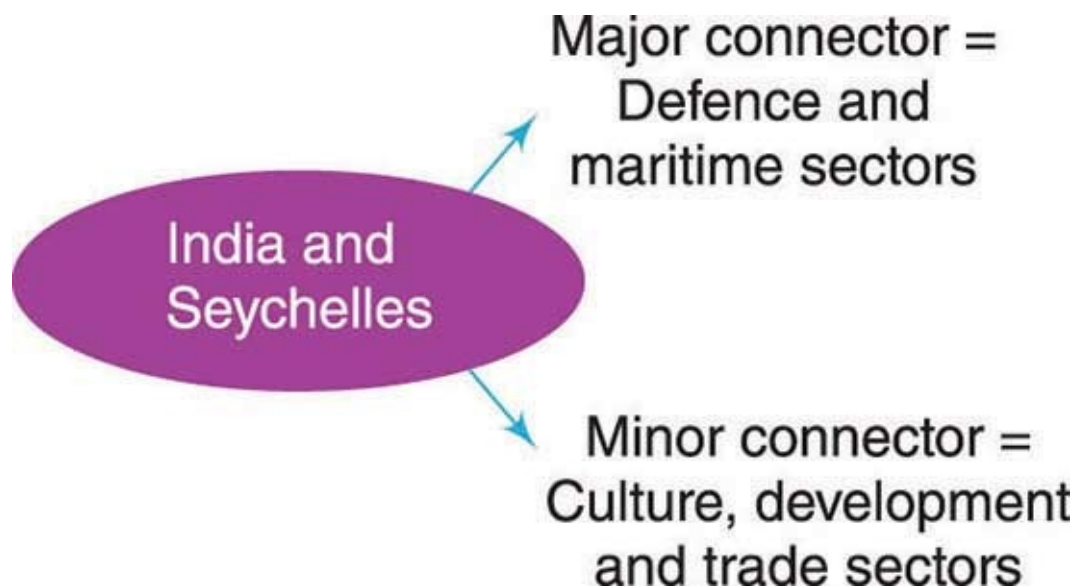 Major connector =
Defence and
maritime sectors
India and
Seychelles
Minor connector =
Culture, development
and trade sectors